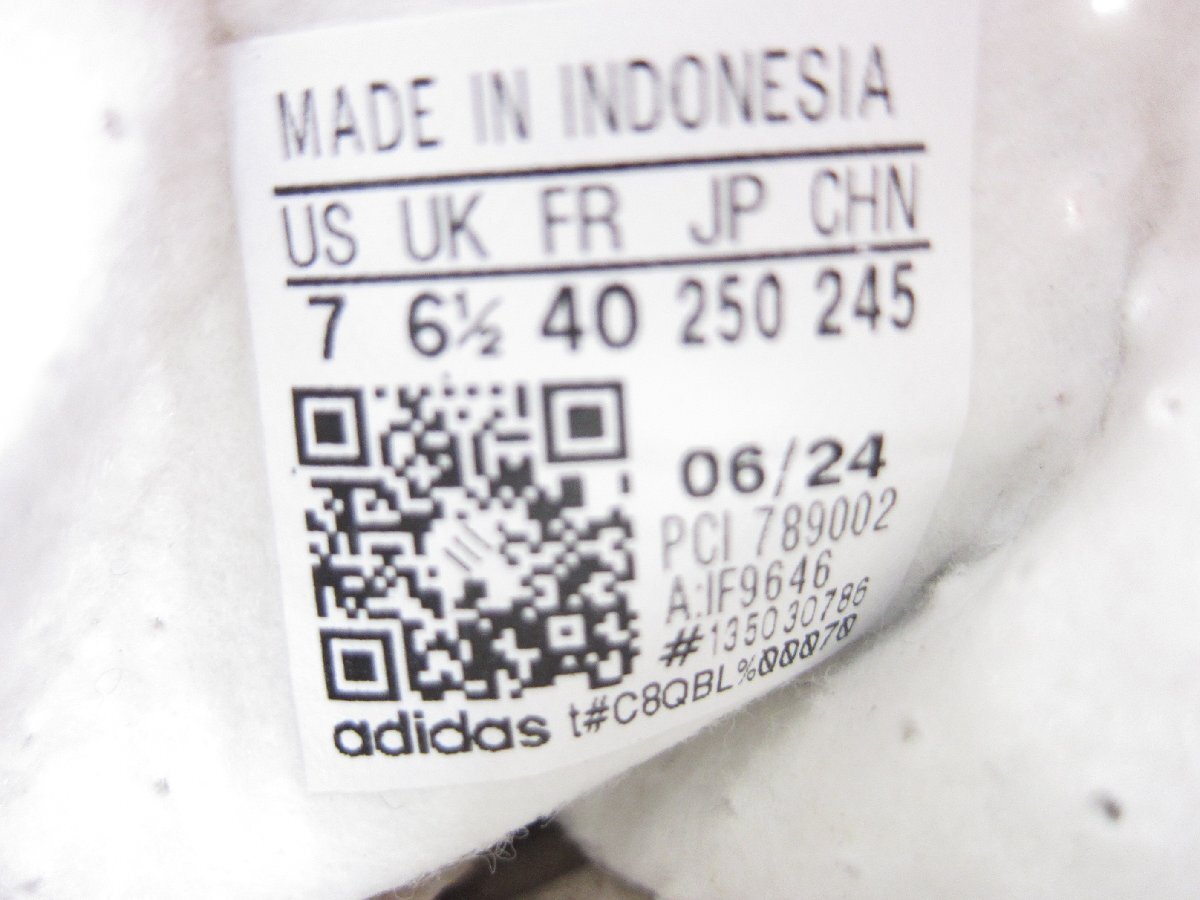 MADE IN INDONESIA
US UK FR JP CHN
7 6½ 40 250 245
06/24
PCI 789002
A:IF9646
#135030786
adidas t#C8QBL%00070